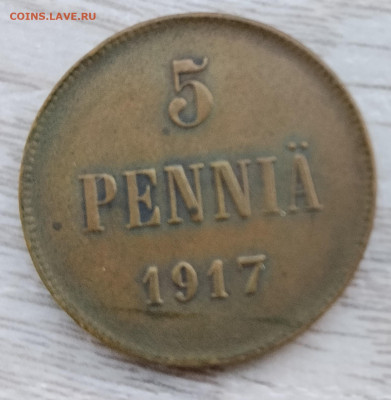 COINS.LAVE.RU
5
PENNIÄ
1917